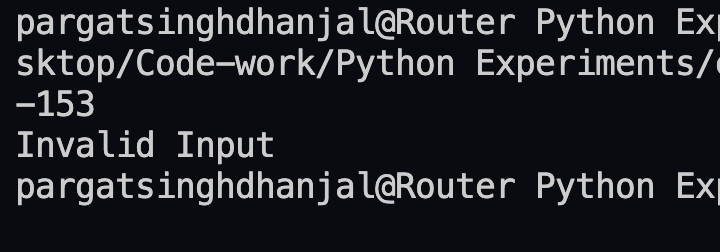 pargatsinghdhanjal@Router Python Exp
sktop/Code-work/Python Experiments/
-153
Invalid Input
pargatsinghdhanjal@Router Python Exp